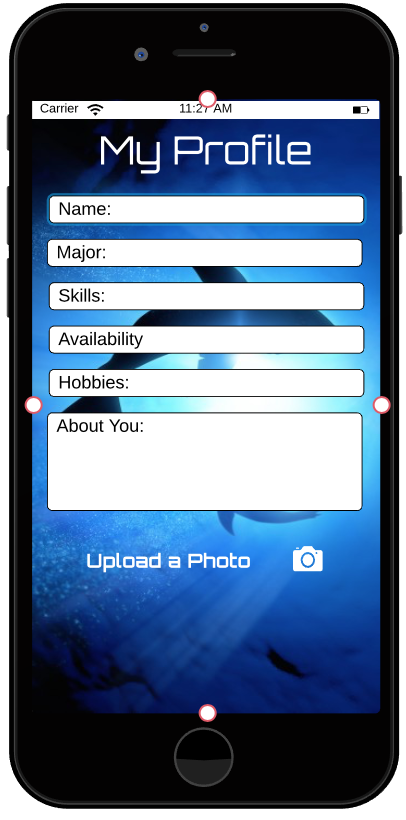 Carrier 11:27 AM
My Profile
Name:
Major:
Skills:
Availability
Hobbies:
About You:
Upload a Photo